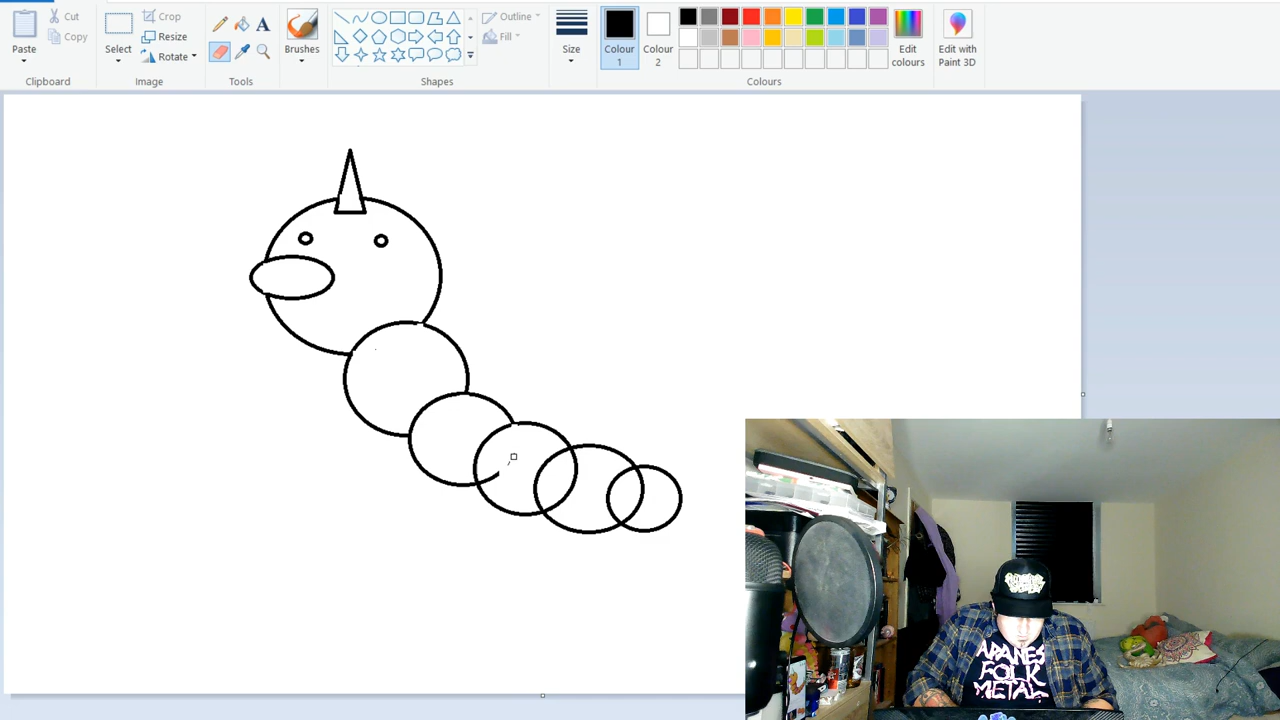 Paste
Cut
Copy
Clipboard
Select
Crop
Resize
Rotate
Image
A
Tools
Brushes
Shapes
Outline
Fill
Size
Colour
1
Colour
2
Edit
colours
Colours
Edit with
Paint 3D
FOLK
METAL